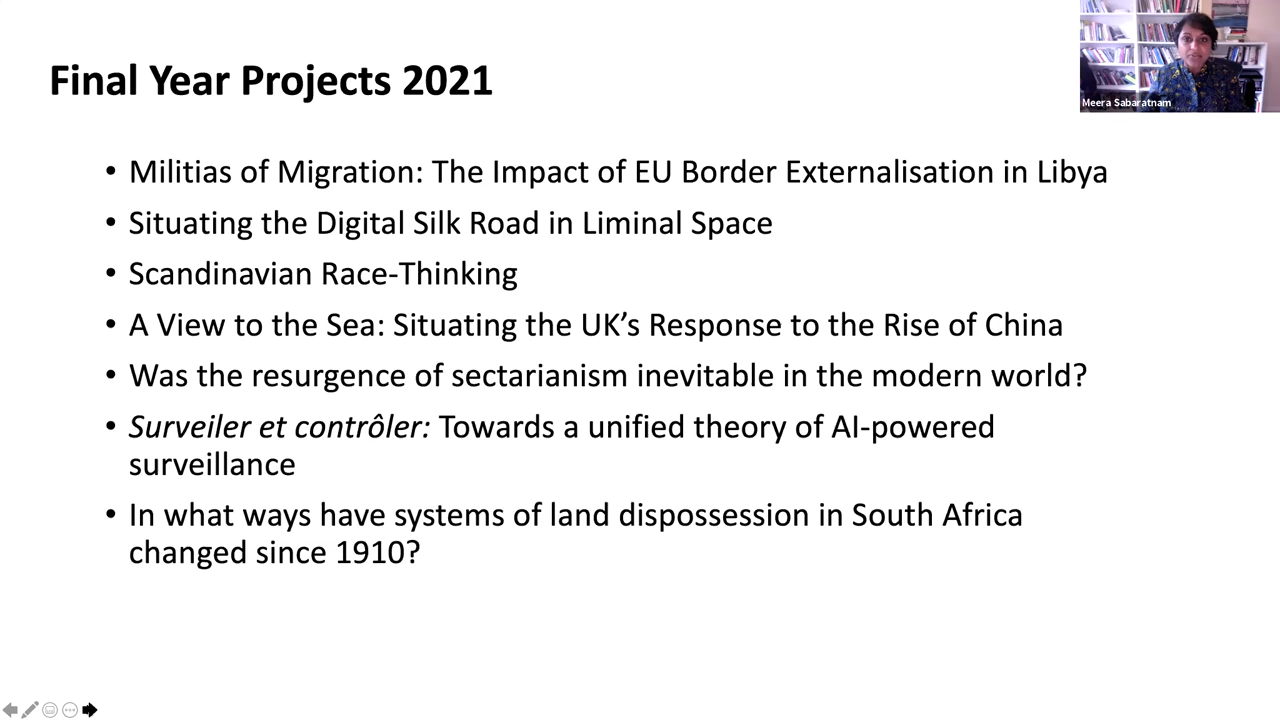 Final Year Projects 2021
Meera Sabaratnam
• Militias of Migration: The Impact of EU Border Externalisation in Libya
• Situating the Digital Silk Road in Liminal Space
• Scandinavian Race-Thinking
• A View to the Sea: Situating the UK’s Response to the Rise of China
• Was the resurgence of sectarianism inevitable in the modern world?
• Surveiler et contrôler: Towards a unified theory of AI-powered
surveillance
• In what ways have systems of land dispossession in South Africa
changed since 1910?